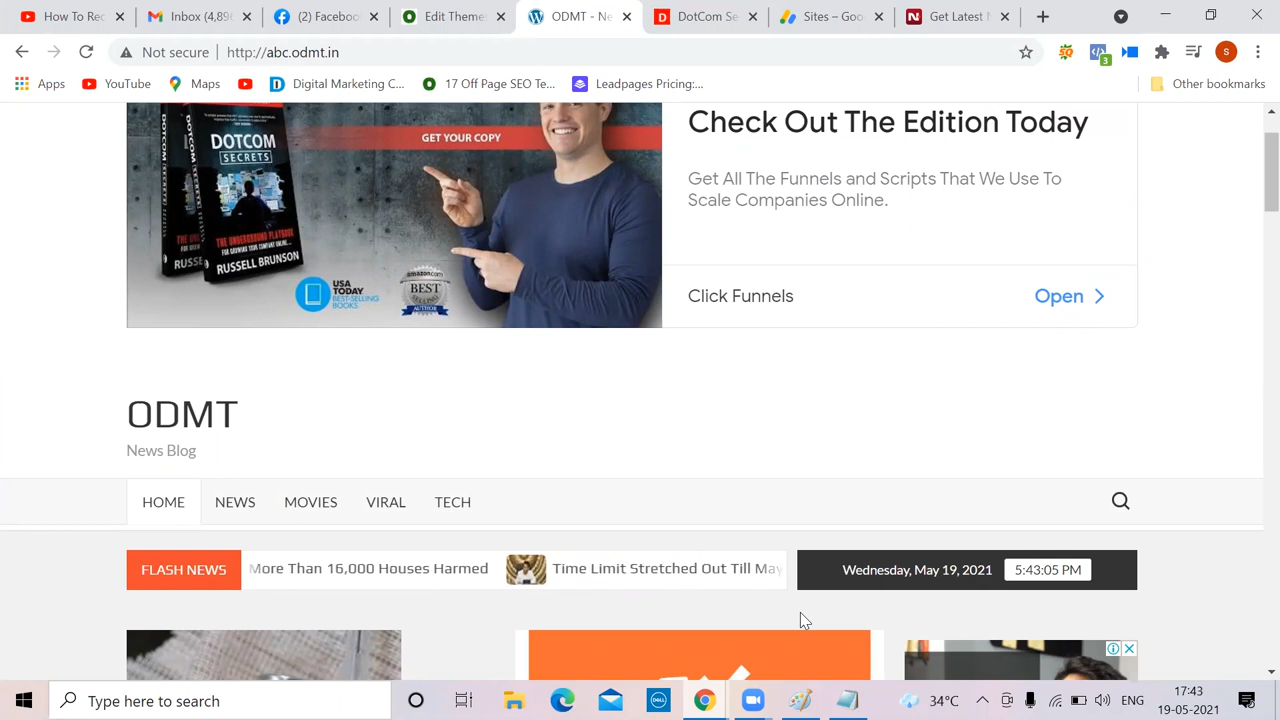 How To Rec
Inbox (4,8
(2) Faceboo
Edit Theme
ODMT - Ne
DotCom Se
Sites – Goo
Get Latest N
Not secure | http://abc.odmt.in
Apps
YouTube
Maps
Digital Marketing C...
17 Off Page SEO Te...
Leadpages Pricing:...
Other bookmarks
GET YOUR COPY
DOTCOM
SECRETS
THE UNDERGROUND PLAYBOOK
FOR GROWING YOUR COMPANY ONLINE
RUSSELL BRUNSON
USA
TODAY
BEST-SELLING
BOOKS
amazon.com
BEST
SELLING
AUTHOR
Check Out The Edition Today
Get All The Funnels and Scripts That We Use To
Scale Companies Online.
Click Funnels
Open
ODMT
News Blog
HOME
NEWS
MOVIES
VIRAL
TECH
FLASH NEWS
More Than 16,000 Houses Harmed
Time Limit Stretched Out Till May
Wednesday, May 19, 2021
5:43:05 PM
Type here to search
34°C
ENG
17:43
19-05-2021